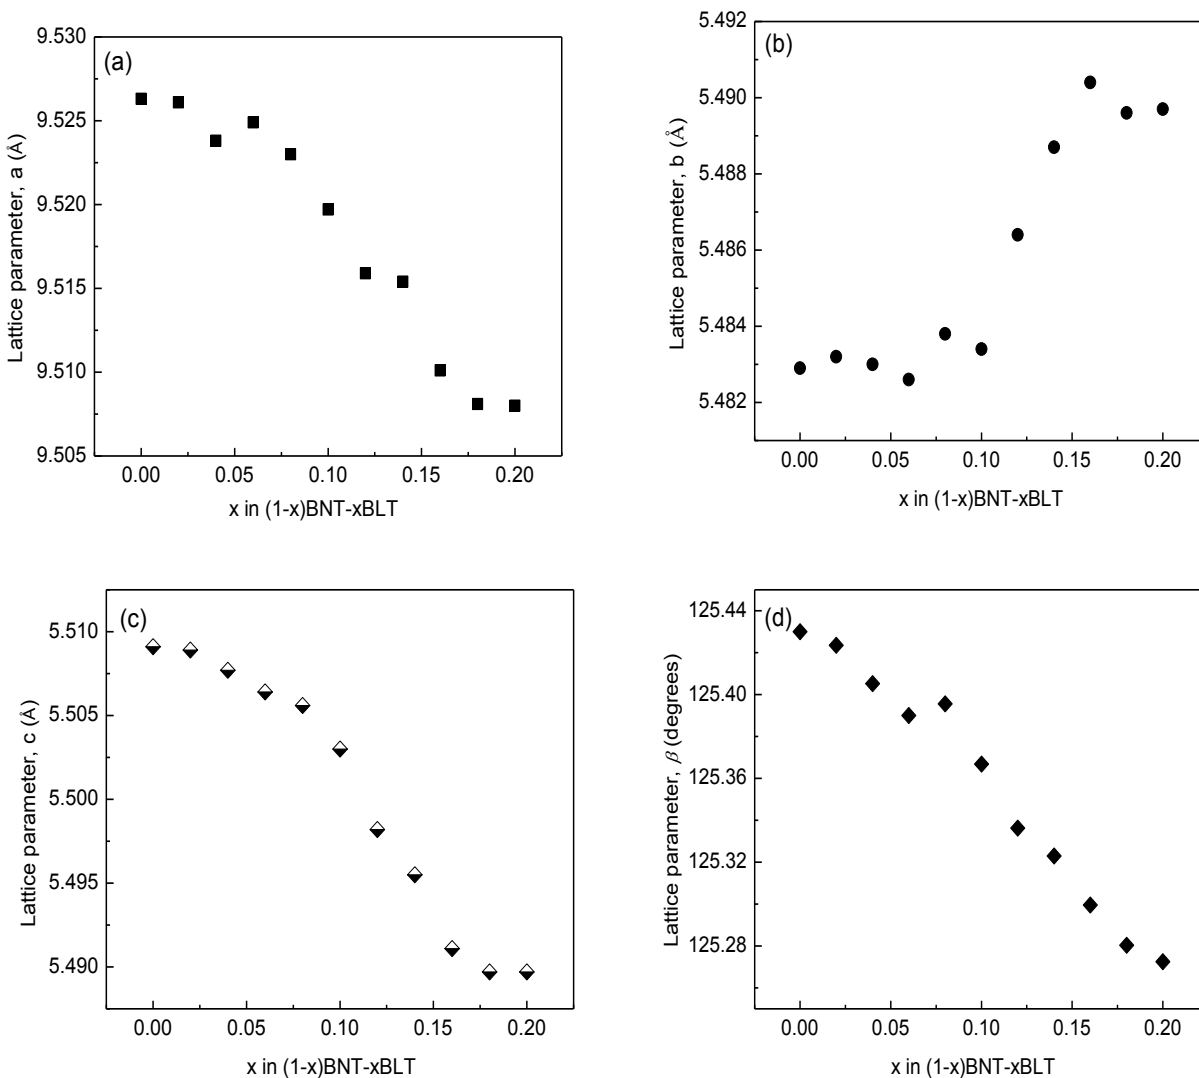 (a)
Lattice parameter, a (Å)
9.530
9.525
9.520
9.515
9.510
9.505
0.00 0.05 0.10 0.15 0.20
x in (1-x)BNT-xBLT
(b)
Lattice parameter, b (Å)
5.492
5.490
5.488
5.486
5.484
5.482
0.00 0.05 0.10 0.15 0.20
x in (1-x)BNT-xBLT
(c)
Lattice parameter, c (Å)
5.510
5.505
5.500
5.495
5.490
0.00 0.05 0.10 0.15 0.20
x in (1-x)BNT-xBLT
(d)
Lattice parameter, β (degrees)
125.44
125.40
125.36
125.32
125.28
0.00 0.05 0.10 0.15 0.20
x in (1-x)BNT-xBLT